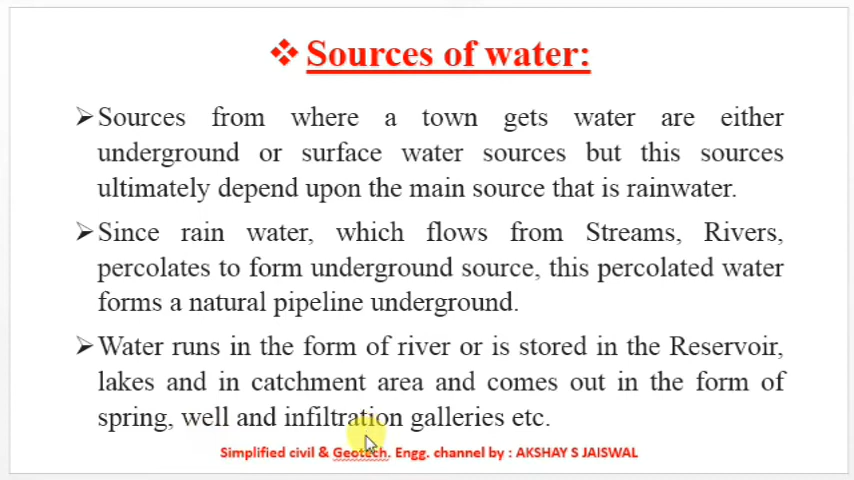 ❖ Sources of water:
➢ Sources from where a town gets water are either
underground or surface water sources but this sources
ultimately depend upon the main source that is rainwater.
➢ Since rain water, which flows from Streams, Rivers,
percolates to form underground source, this percolated water
forms a natural pipeline underground.
➢ Water runs in the form of river or is stored in the Reservoir,
lakes and in catchment area and comes out in the form of
spring, well and infiltration galleries etc.
Simplified civil & Geotech. Engg. channel by : AKSHAY S JAISWAL